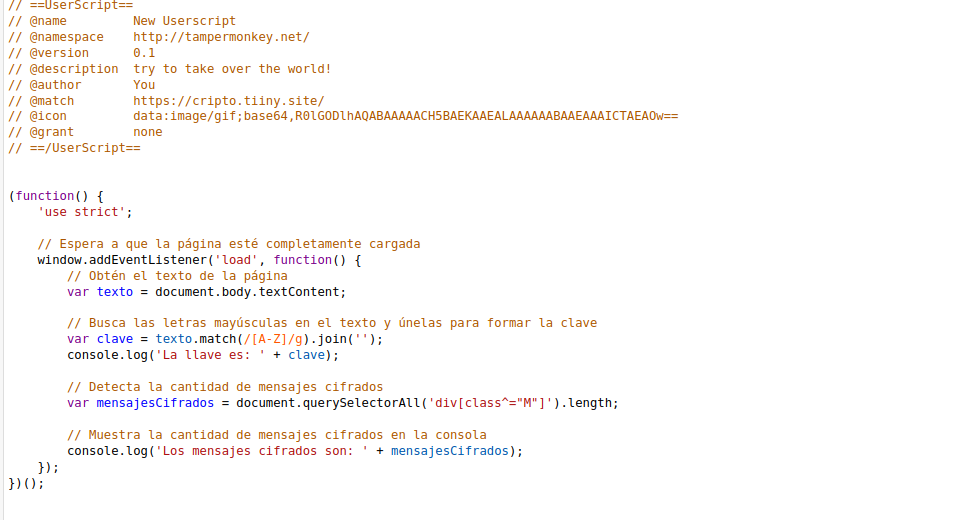 // ==UserScript==
// @name         New Userscript
// @namespace    http://tampermonkey.net/
// @version      0.1
// @description  try to take over the world!
// @author       You
// @match        https://cripto.tiiny.site/
// @icon         data:image/gif;base64,R0lGODlhAQABAAAAACH5BAEKAAEALAAAAAABAAEAAAICTAEAOw==
// @grant        none
// ==/UserScript==
(function() {
    'use strict';
    // Espera a que la página esté completamente cargada
    window.addEventListener('load', function() {
        // Obtén el texto de la página
        var texto = document.body.textContent;
        // Busca las letras mayúsculas en el texto y únelas para formar la clave
        var clave = texto.match(/[A-Z]/g).join('');
        console.log('La llave es: ' + clave);
        // Detecta la cantidad de mensajes cifrados
        var mensajesCifrados = document.querySelectorAll('div[class^="M"]').length;
        // Muestra la cantidad de mensajes cifrados en la consola
        console.log('Los mensajes cifrados son: ' + mensajesCifrados);
    });
})();